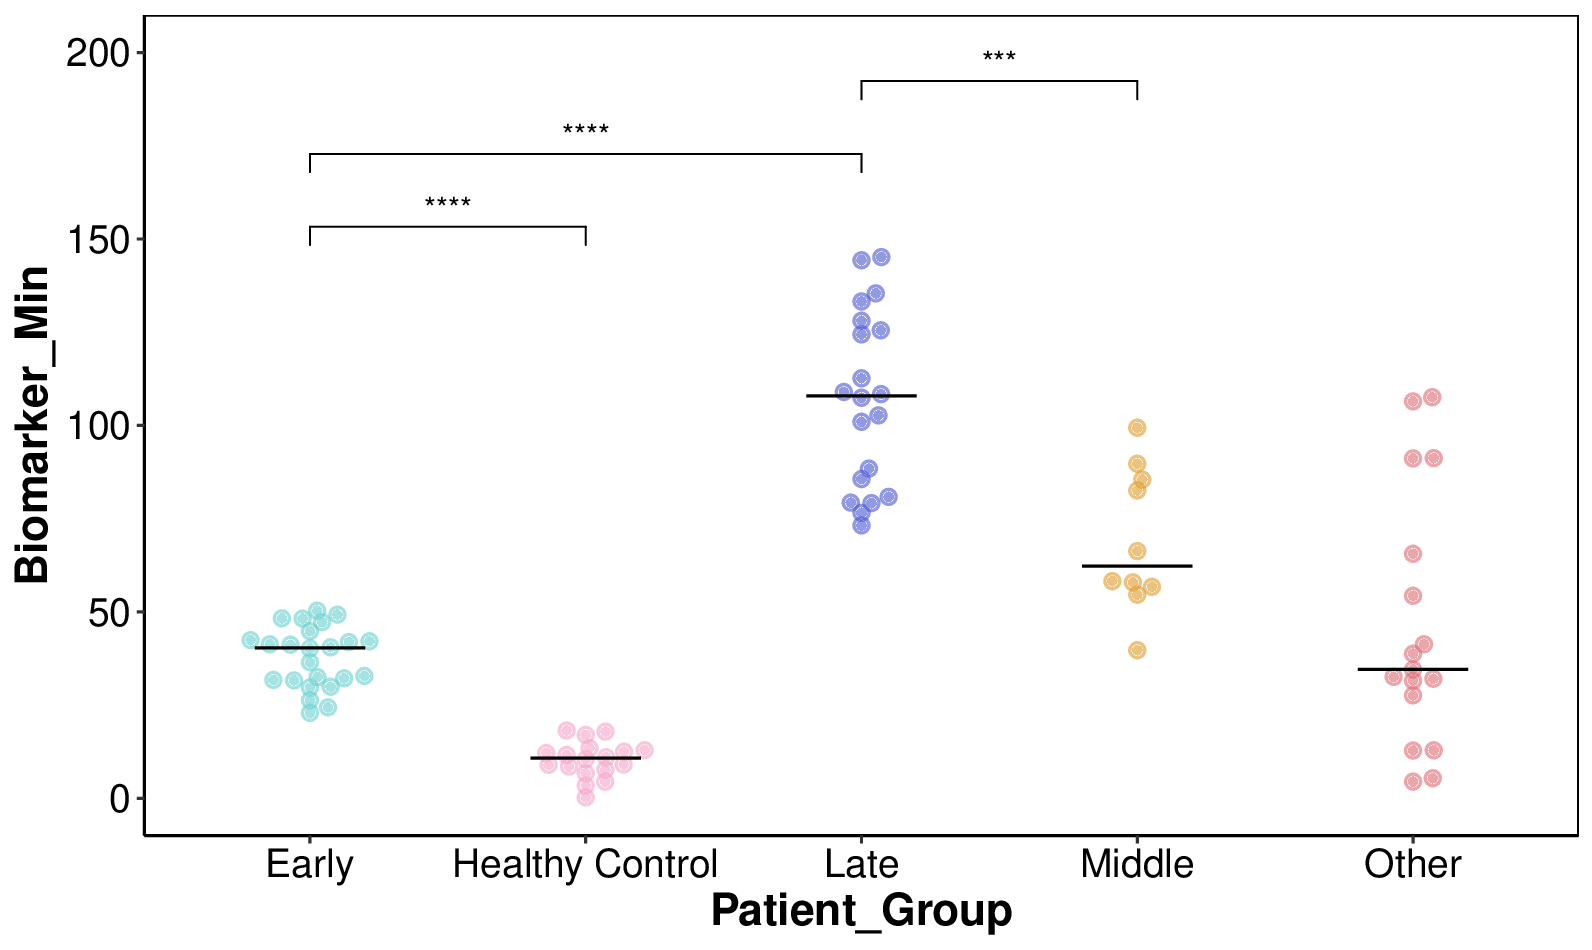 200
***
****
****
150
100
50
0
Biomarker_Min
Early Healthy Control Late Middle Other
Patient_Group